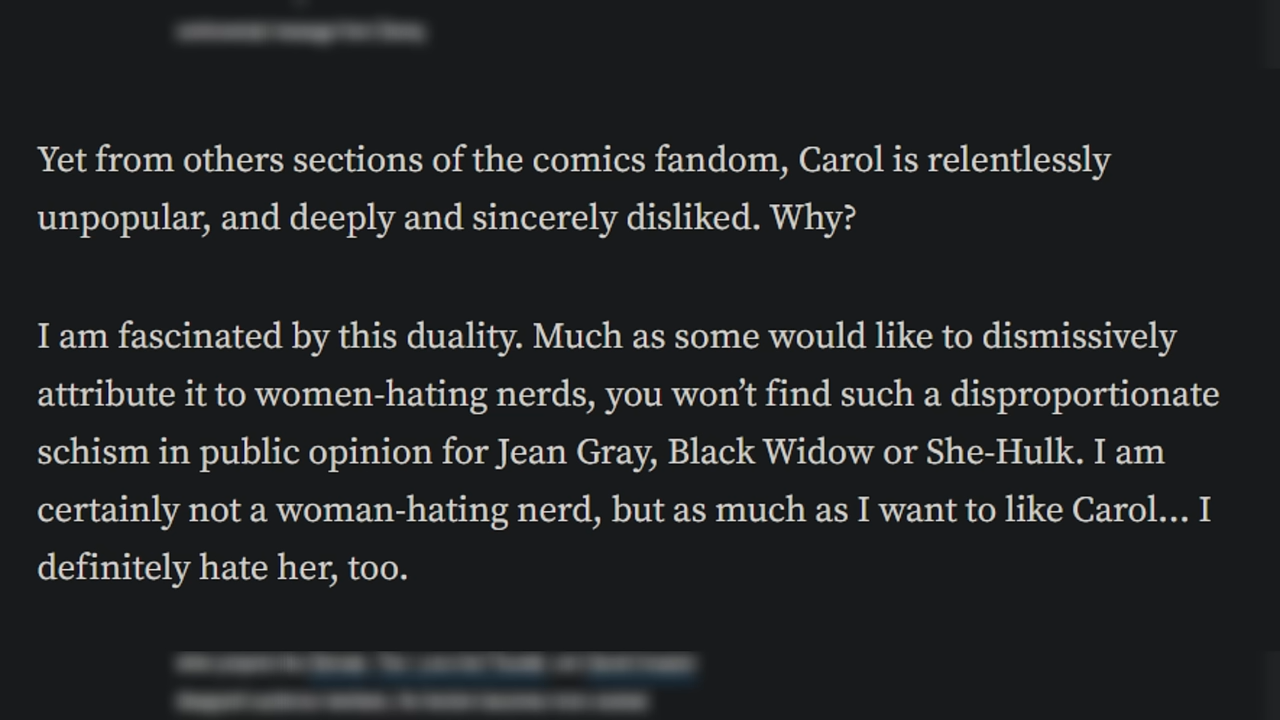 Yet from others sections of the comics fandom, Carol is relentlessly
unpopular, and deeply and sincerely disliked. Why?
I am fascinated by this duality. Much as some would like to dismissively
attribute it to women-hating nerds, you won’t find such a disproportionate
schism in public opinion for Jean Gray, Black Widow or She-Hulk. I am
certainly not a woman-hating nerd, but as much as I want to like Carol… I
definitely hate her, too.